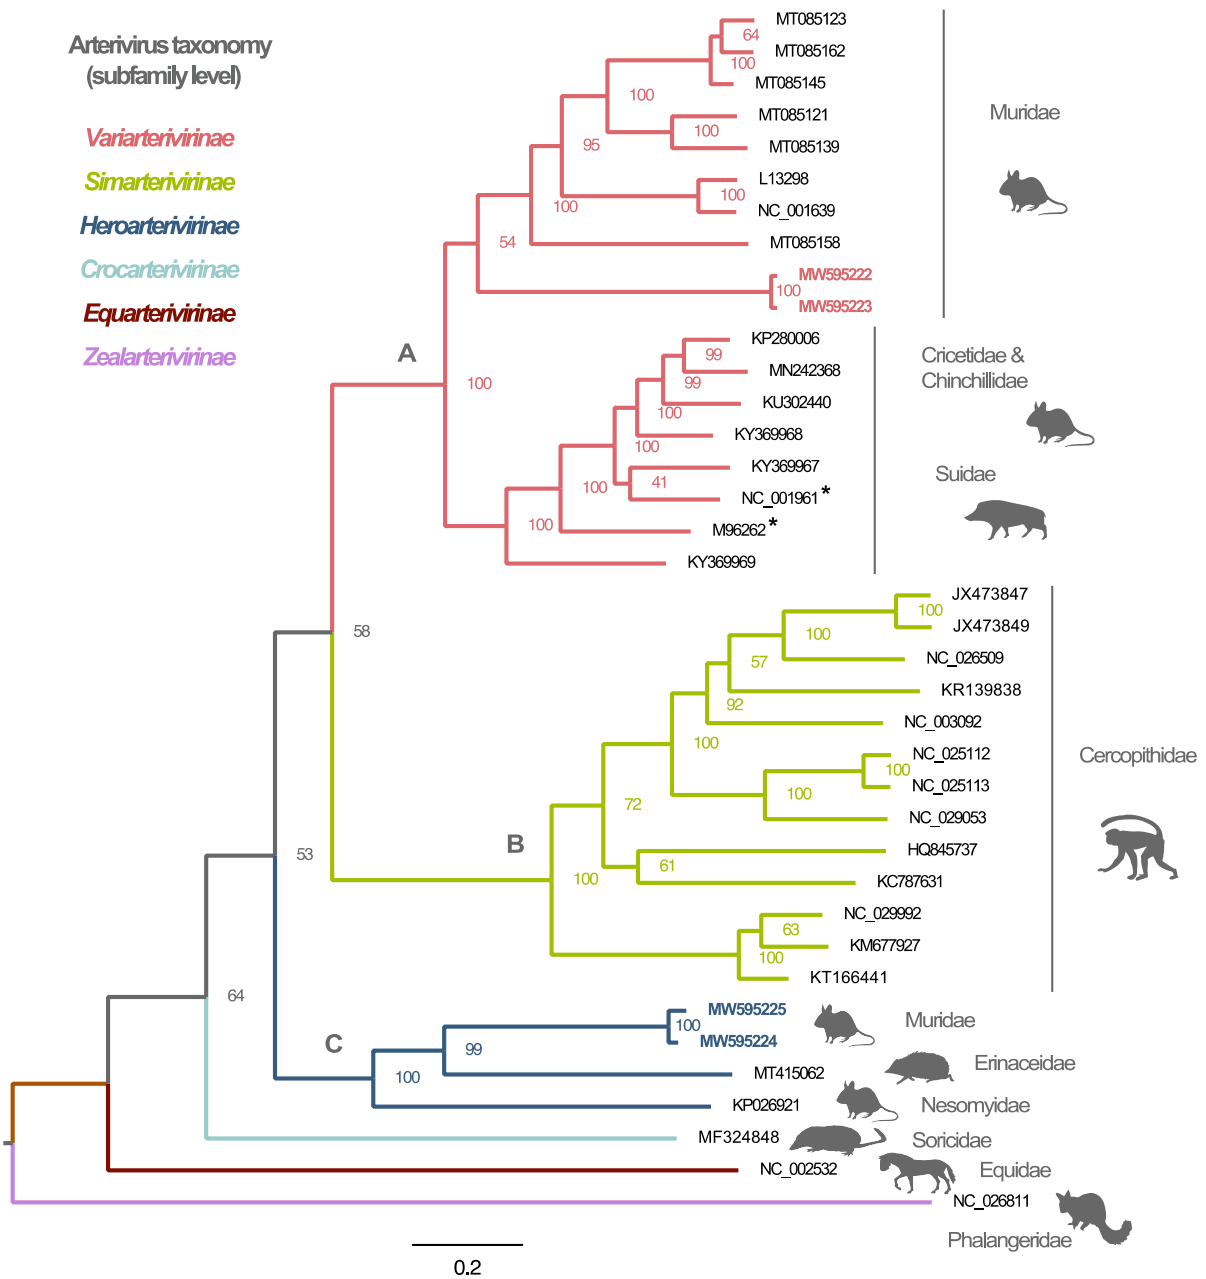 Arterivirus taxonomy
(subfamily level)
Variarterivirinae
Simarterivirinae
Heroarterivirinae
Crocarterivirinae
Equarterivirinae
Zealarterivirinae
MT085123
64
MT085162
100
MT085145
100
MT085121
100
MT085139
95
L13298
100
NC_001639
100
MT085158
54
MW595222
100
MW595223
Muridae
A
100
KP280006
99
MN242368
99
KU302440
100
KY369968
100
KY369967
41
100
NC_001961*
100
M96262*
KY369969
Cricetidae &
Chinchillidae
Suidae
58
JX473847
100
JX473849
100
NC_026509
57
KR139838
92
NC_003092
100
NC_025112
100
NC_025113
100
NC_029053
72
HQ845737
61
KC787631
B
100
NC_029992
63
KM677927
100
KT166441
Cercopithidae
53
MW595225
100
MW595224
Muridae
C
99
MT415062
Erinaceidae
100
KP026921
Nesomyidae
64
MF324848
Soricidae
NC_002532
Equidae
NC_026811
Phalangeridae
0.2